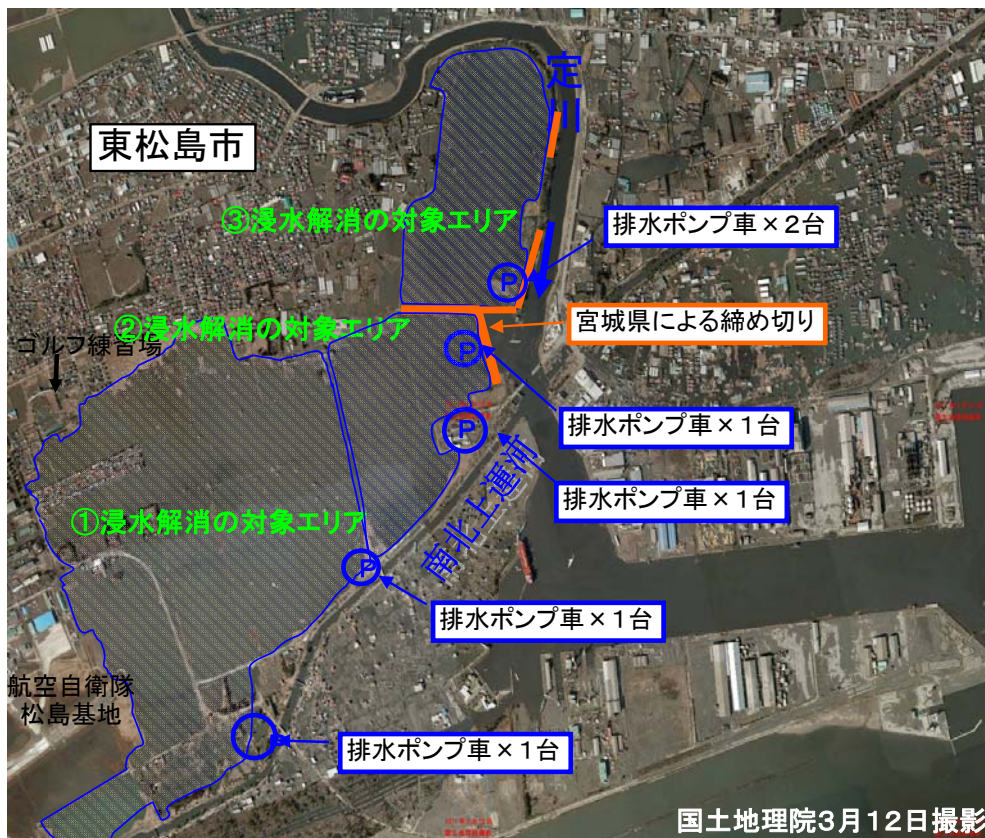 定川
東松島市
③浸水解消の対象エリア
排水ポンプ車×2台
P
宮城県による締め切り
②浸水解消の対象エリア
ゴルフ練習場
P
排水ポンプ車×1台
P
排水ポンプ車×1台
南北上運河
①浸水解消の対象エリア
P
排水ポンプ車×1台
航空自衛隊
松島基地
P
排水ポンプ車×1台
国土地理院3月12日撮影